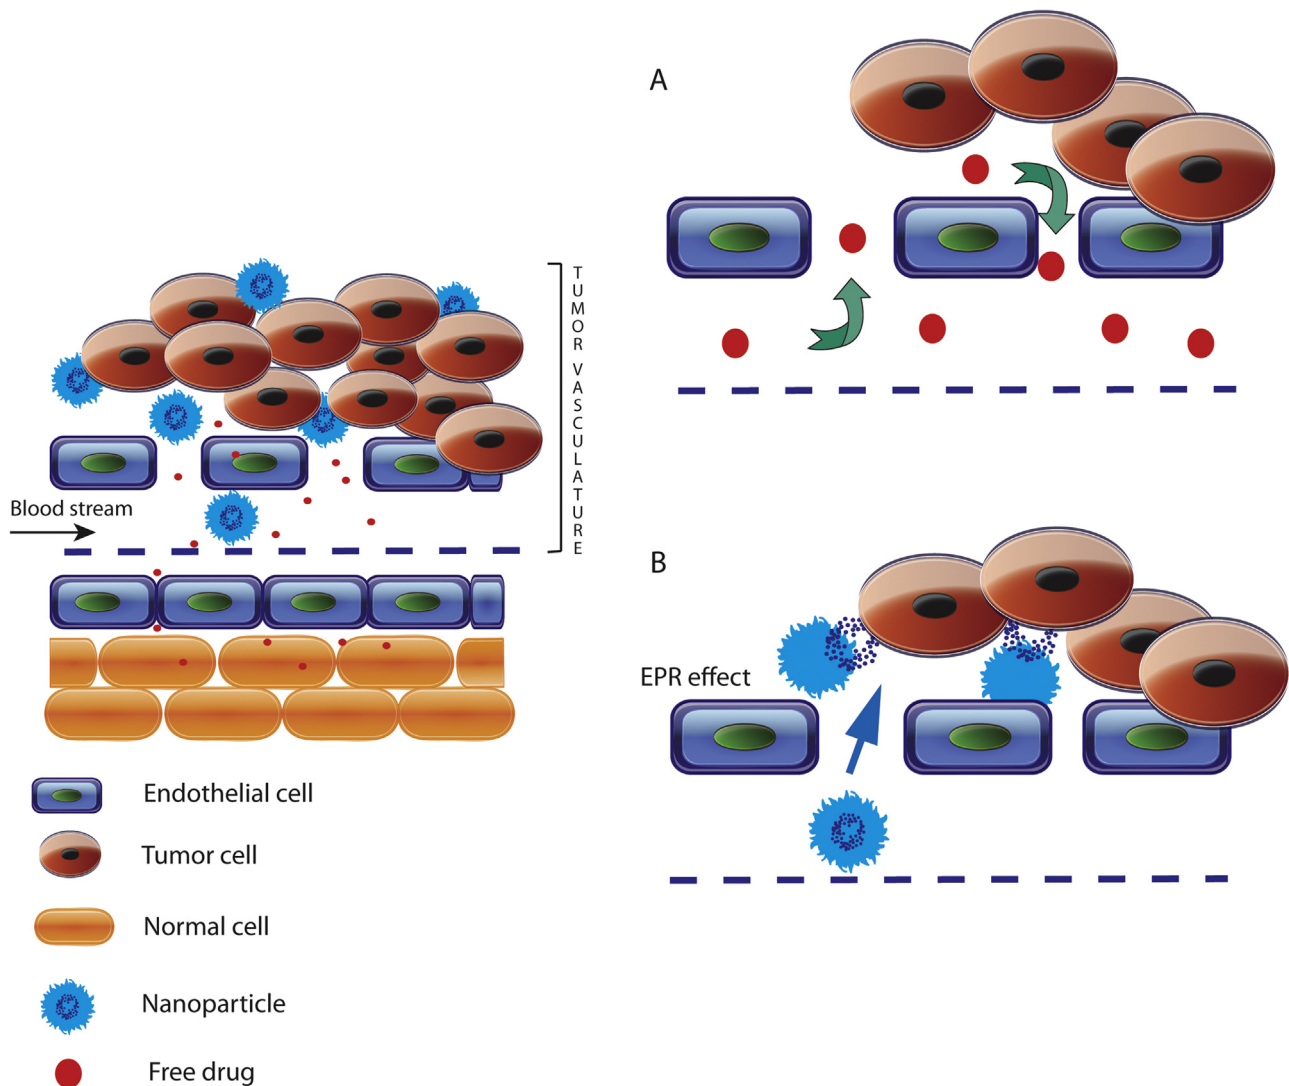 A
TUMOR VASCULATURE
Blood stream
B
EPR effect
Endothelial cell
Tumor cell
Normal cell
Nanoparticle
Free drug